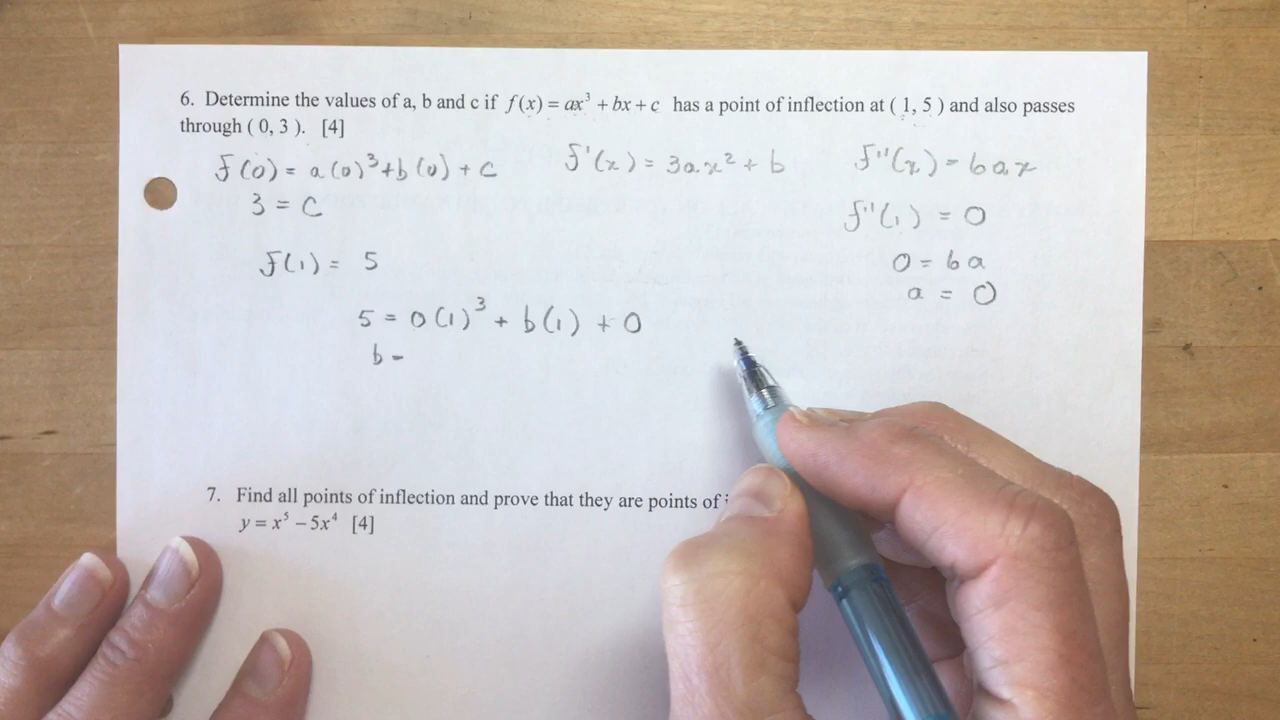 6. Determine the values of a, b and c if f(x) = ax³ + bx + c has a point of inflection at ( 1, 5 ) and also passes
through ( 0, 3 ). [4]
f(0) = a(0)³ + b(0) + c
3 = c
f(1) = 5
5 = 0(1)³ + b(1) + 0
b =
f'(x) = 3ax² + b
f''(x) = 6ax
f''(1) = 0
0 = 6a
a = 0
7. Find all points of inflection and prove that they are points of
y = x⁵ – 5x⁴ [4]